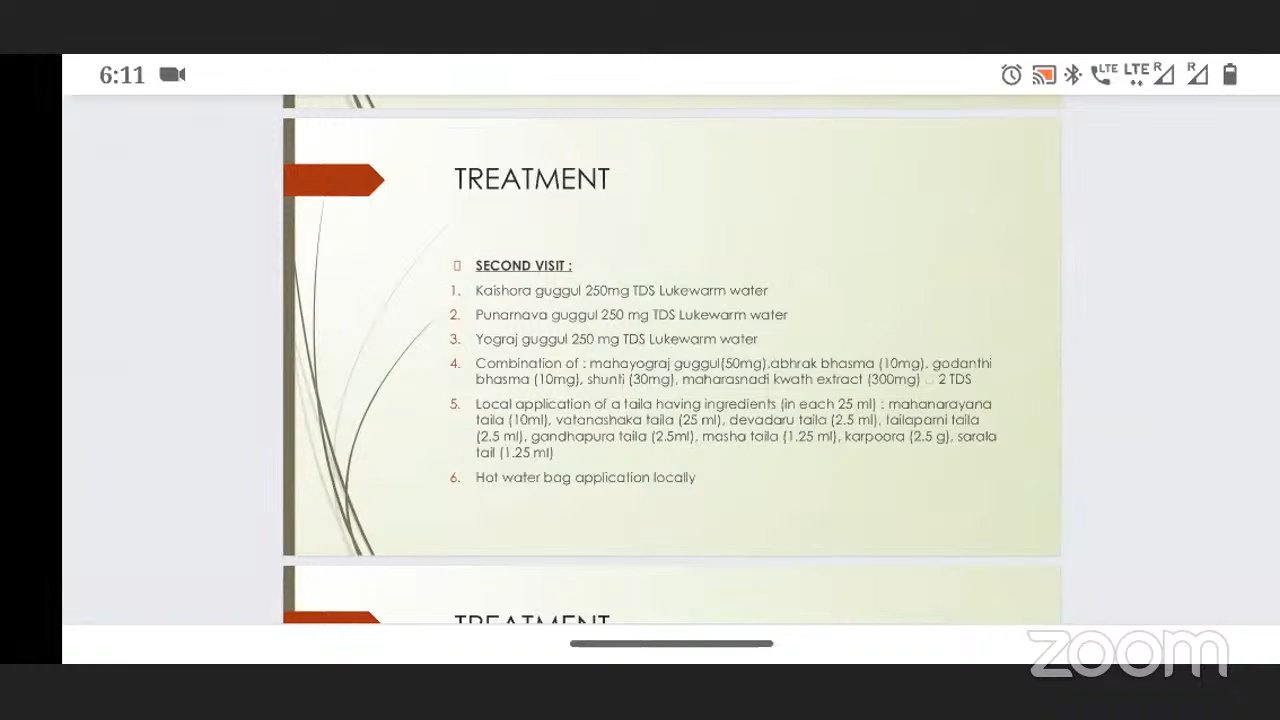 6:11
LTE LTE R R
TREATMENT
SECOND VISIT :
1. Kaishora guggul 250mg TDS Lukewarm water
2. Punarnava guggul 250 mg TDS Lukewarm water
3. Yograj guggul 250 mg TDS Lukewarm water
4. Combination of : mahayograj guggul(50mg),abhrak bhasma (10mg), godanthi
bhasma (10mg), shunti (30mg), maharasnadi kwath extract (300mg) 2 TDS
5. Local application of a taila having ingredients (in each 25 ml) : mahanarayana
taila (10ml), vatanashaka taila (25 ml), devadaru taila (2.5 ml), tailaparni taila
(2.5 ml), gandhapura taila (2.5ml), masha taila (1.25 ml), karpoora (2.5 g), sarala
tail (1.25 ml)
6. Hot water bag application locally
TREATMENT
zoom